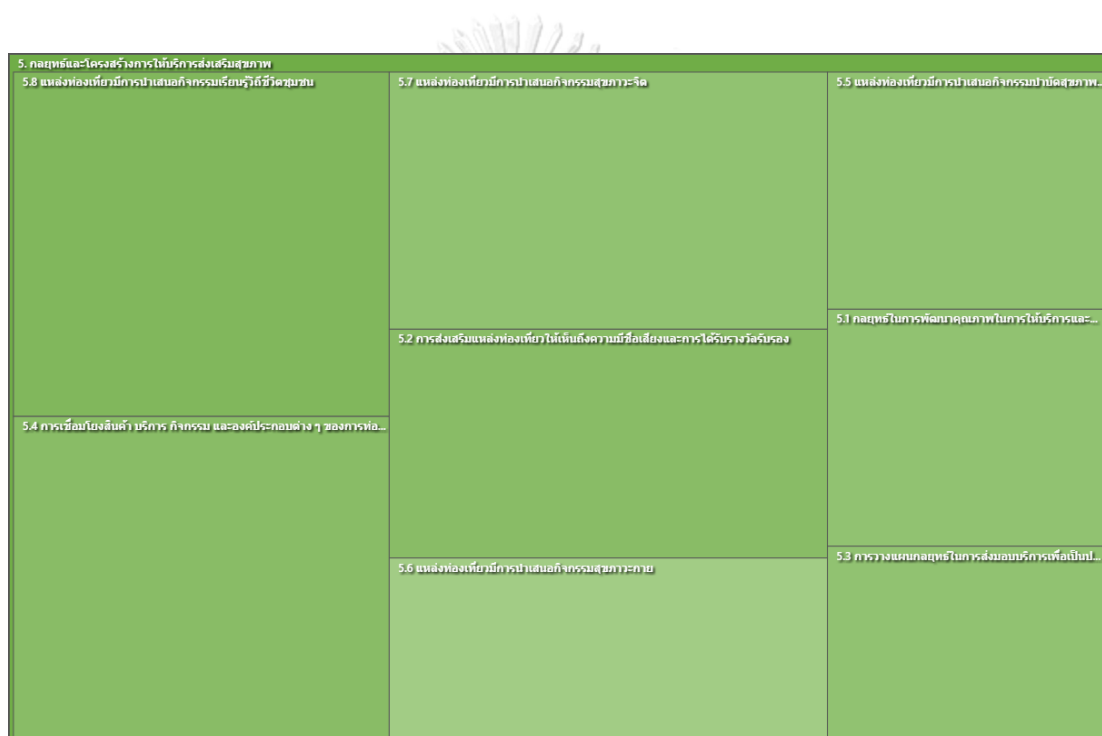 5. กลยุทธ์และโครงสร้างการให้บริการส่งเสริมสุขภาพ
5.8 แหล่งท่องเที่ยวมีการนำเสนอกิจกรรมเรียนรู้วิถีชีวิตชุมชน
5.4 การเชื่อมโยงสินค้า บริการ กิจกรรม และองค์ประกอบต่าง ๆ ของการท่อ...
5.7 แหล่งท่องเที่ยวมีการนำเสนอกิจกรรมสุขภาวะจิต
5.2 การส่งเสริมแหล่งท่องเที่ยวให้เห็นถึงความมีชื่อเสียงและการได้รับรางวัลรับรอง
5.6 แหล่งท่องเที่ยวมีการนำเสนอกิจกรรมสุขภาวะกาย
5.5 แหล่งท่องเที่ยวมีการนำเสนอกิจกรรมบำบัดสุขภาพ...
5.1 กลยุทธ์ในการพัฒนาคุณภาพในการให้บริการและ...
5.3 การวางแผนกลยุทธ์ในการส่งมอบบริการเพื่อเป็นป...